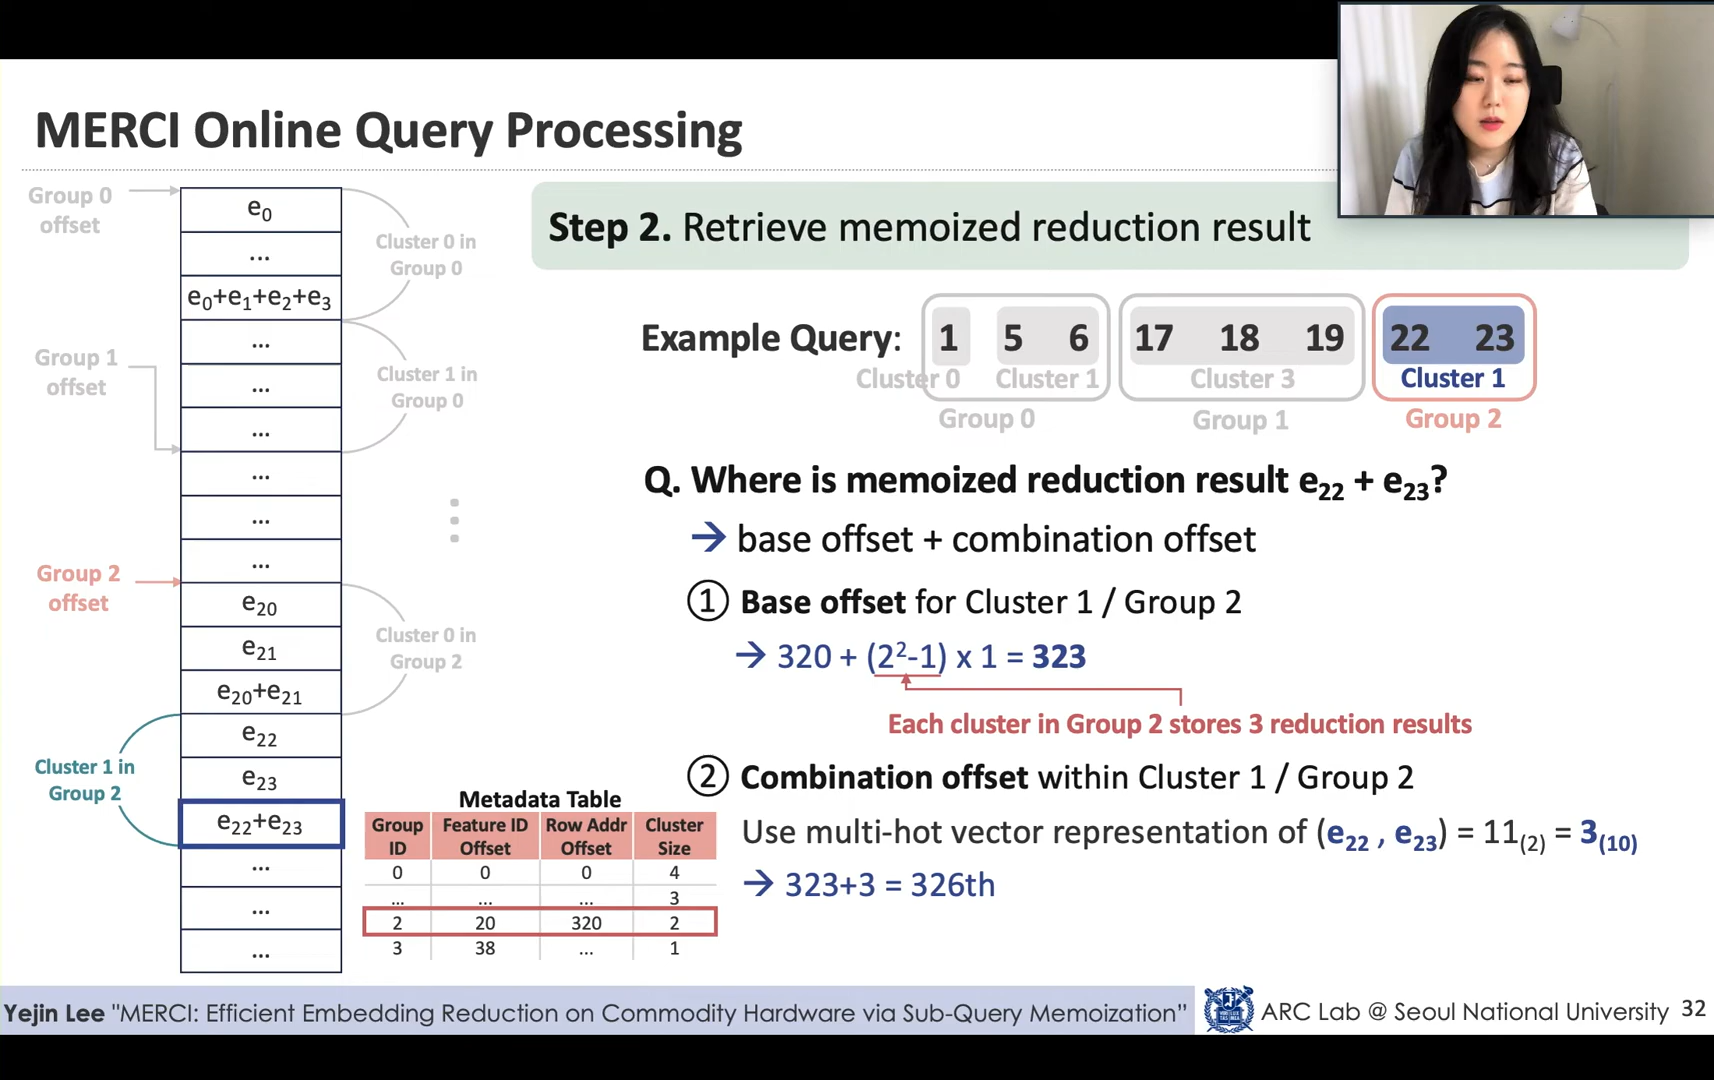 MERCI Online Query Processing
Group 0
offset
e0
...
e0+e1+e2+e3
Cluster 0 in
Group 0
...
...
...
Group 1
offset
Cluster 1 in
Group 0
...
...
...
Group 2
offset
e20
e21
e20+e21
Cluster 0 in
Group 2
e22
e23
e22+e23
Cluster 1 in
Group 2
...
...
...
Step 2. Retrieve memoized reduction result
Example Query: 1 5 6 17 18 19 22 23
Cluster 0 Cluster 1 Cluster 3 Cluster 1
Group 0 Group 1 Group 2
Q. Where is memoized reduction result e22 + e23?
→ base offset + combination offset
① Base offset for Cluster 1 / Group 2
→ 320 + (2²-1) x 1 = 323
Each cluster in Group 2 stores 3 reduction results
② Combination offset within Cluster 1 / Group 2
Use multi-hot vector representation of (e22 , e23) = 11(2) = 3(10)
→ 323+3 = 326th
Metadata Table
Group ID Feature ID Offset Row Addr Offset Cluster Size
0 0 0 4
... ... ... 3
2 20 320 2
3 38 ... 1
Yejin Lee "MERCI: Efficient Embedding Reduction on Commodity Hardware via Sub-Query Memoization”
ARC Lab @ Seoul National University 32